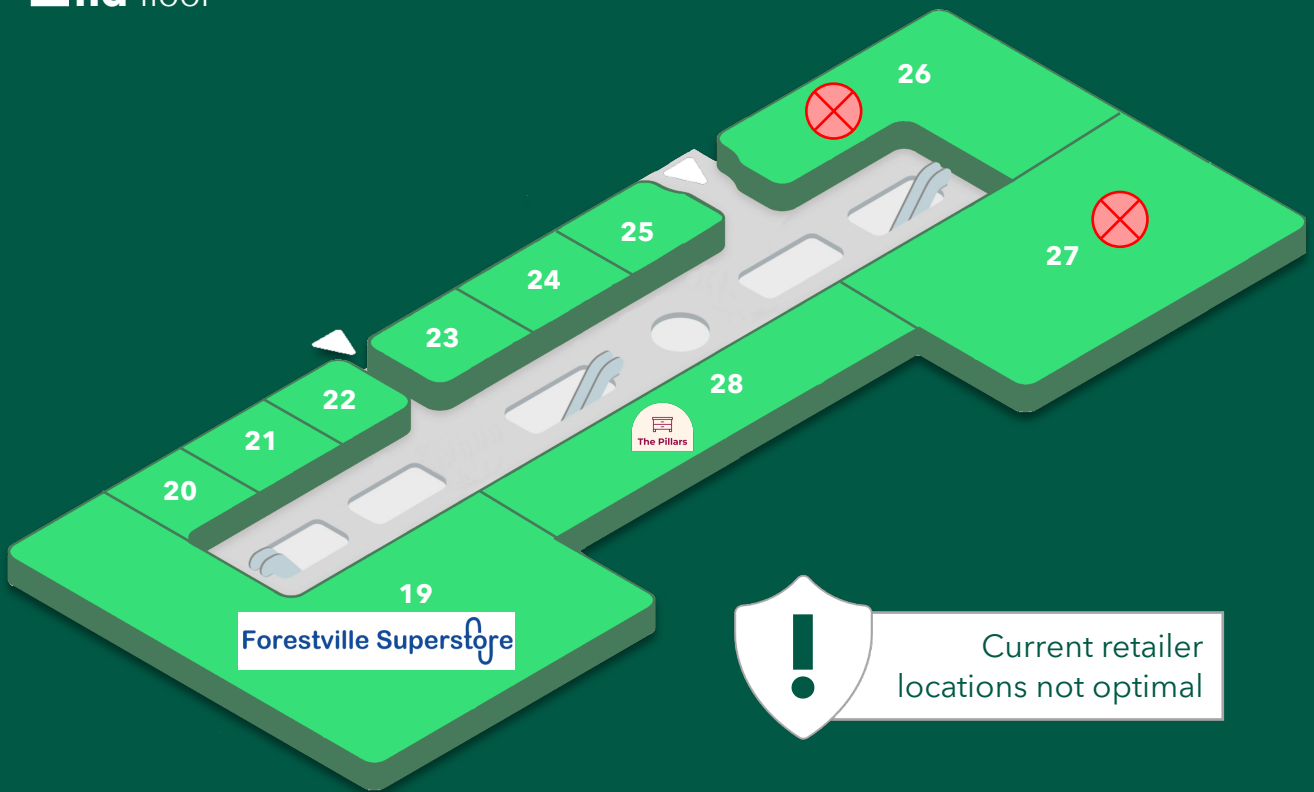 floor
26
27
25
24
23
28
22
21
20
The Pillars
19
Forestville Superstore
Current retailer
locations not optimal